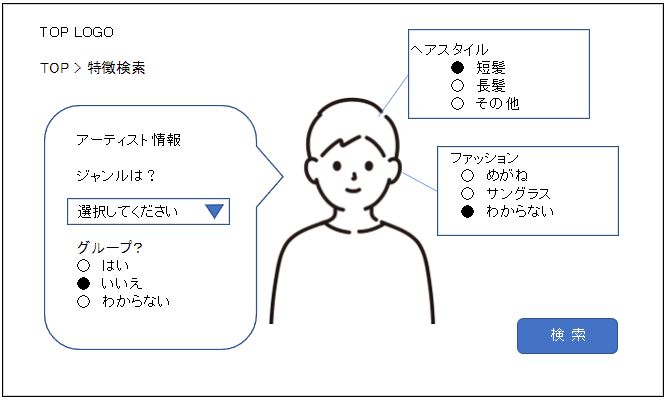 TOP LOGO
TOP > 特徴検索
アーティスト情報
ジャンルは？
選択してください
グループ？
はい
いいえ
わからない
ヘアスタイル
短髪
長髪
その他
ファッション
めがね
サングラス
わからない
検 索